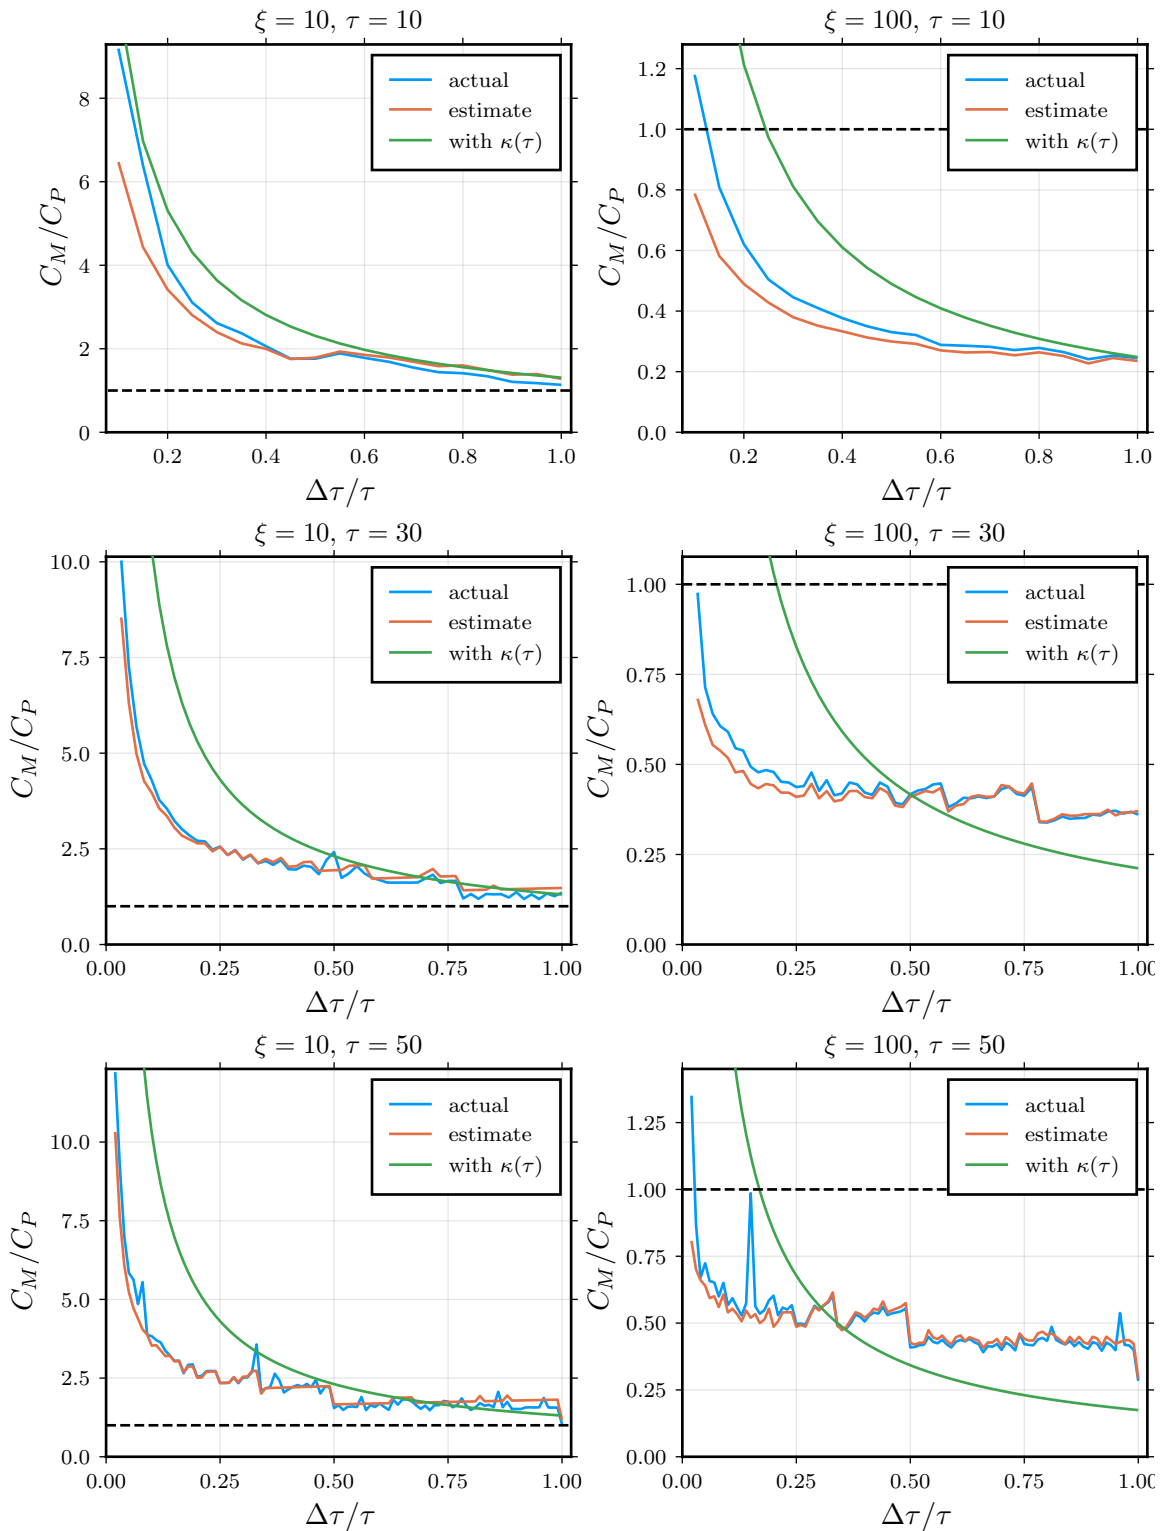 ξ = 10, τ = 10
C_M/C_P
8
6
4
2
0
0.2 0.4 0.6 0.8 1.0
Δτ/τ
actual
estimate
with κ(τ)
ξ = 100, τ = 10
C_M/C_P
1.2
1.0
0.8
0.6
0.4
0.2
0.0
0.2 0.4 0.6 0.8 1.0
Δτ/τ
actual
estimate
with κ(τ)
ξ = 10, τ = 30
C_M/C_P
10.0
7.5
5.0
2.5
0.0
0.00 0.25 0.50 0.75 1.00
Δτ/τ
actual
estimate
with κ(τ)
ξ = 100, τ = 30
C_M/C_P
1.00
0.75
0.50
0.25
0.00
0.00 0.25 0.50 0.75 1.00
Δτ/τ
actual
estimate
with κ(τ)
ξ = 10, τ = 50
C_M/C_P
10.0
7.5
5.0
2.5
0.0
0.00 0.25 0.50 0.75 1.00
Δτ/τ
actual
estimate
with κ(τ)
ξ = 100, τ = 50
C_M/C_P
1.25
1.00
0.75
0.50
0.25
0.00
0.00 0.25 0.50 0.75 1.00
Δτ/τ
actual
estimate
with κ(τ)